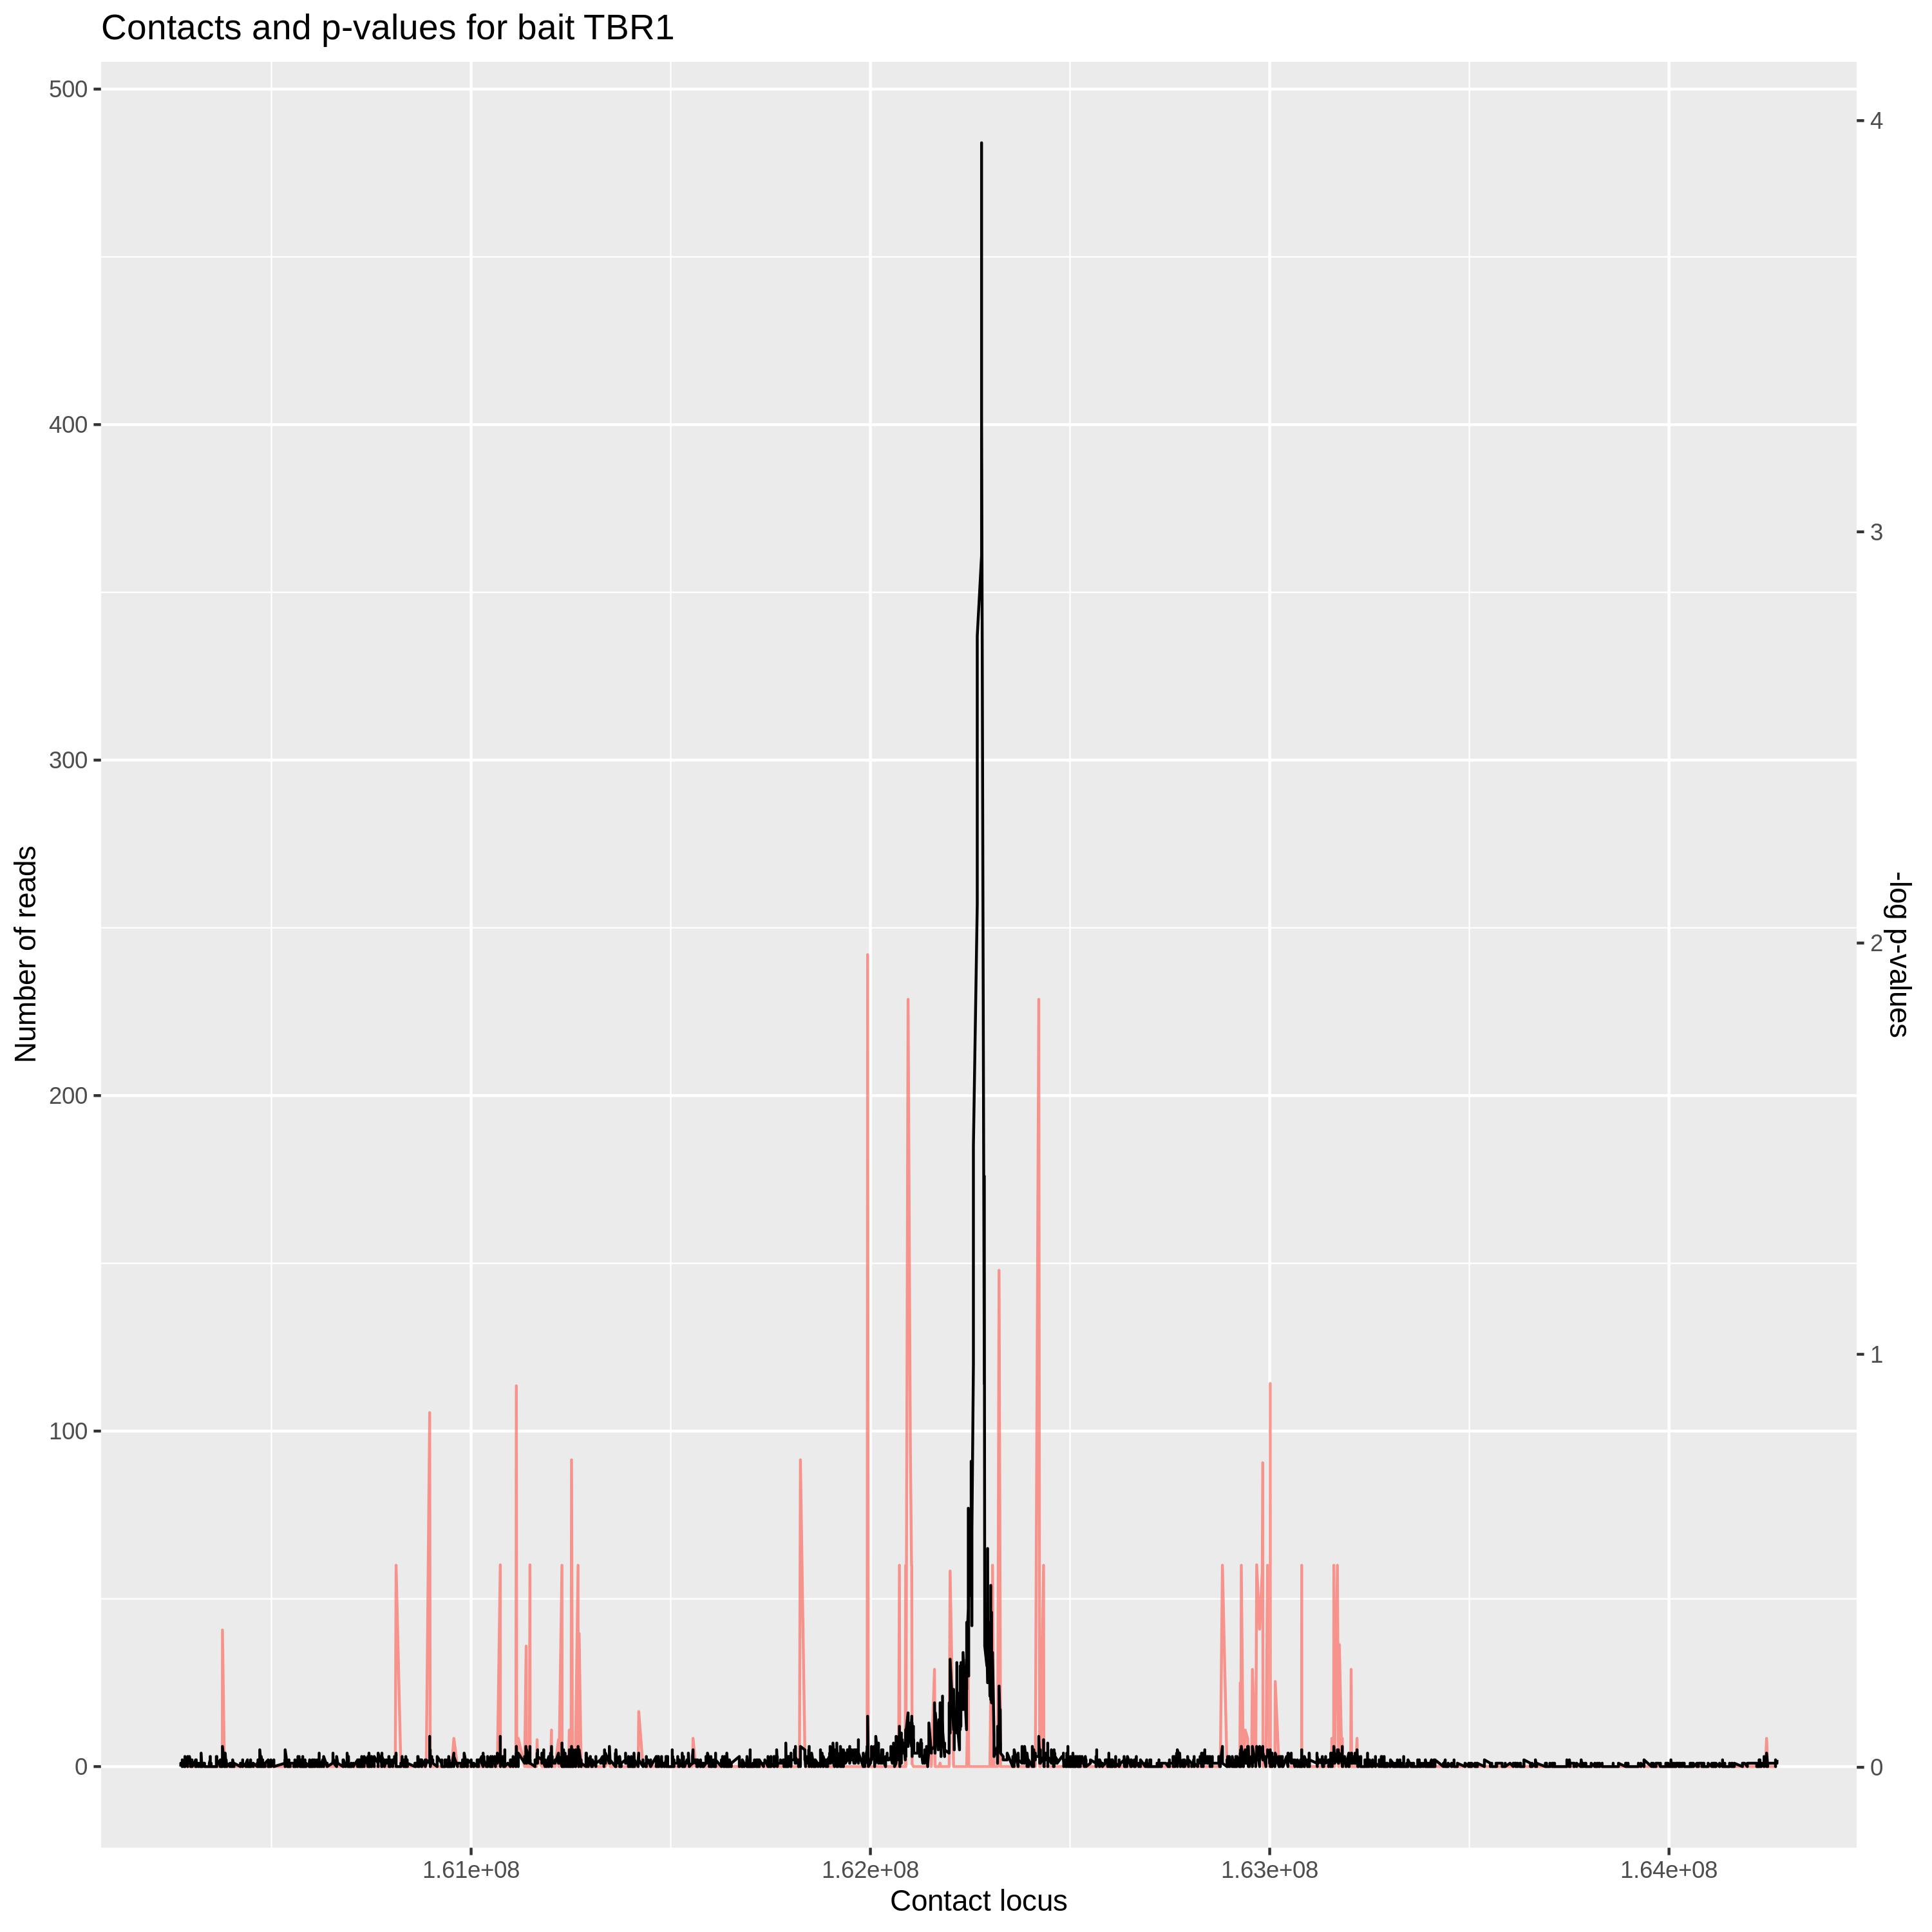 Contacts and p-values for bait TBR1
500
400
300
200
100
0
Number of reads
4
3
2
1
0
-log p-values
1.61e+08
1.62e+08
1.63e+08
1.64e+08
Contact locus